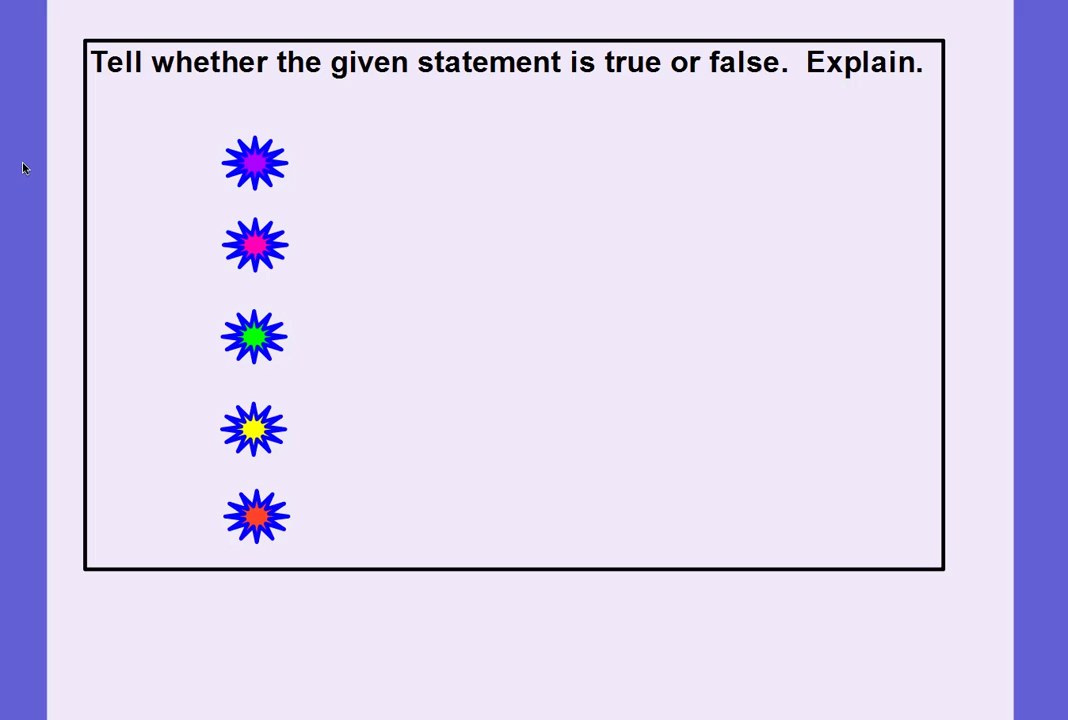 Tell whether the given statement is true or false.  Explain.